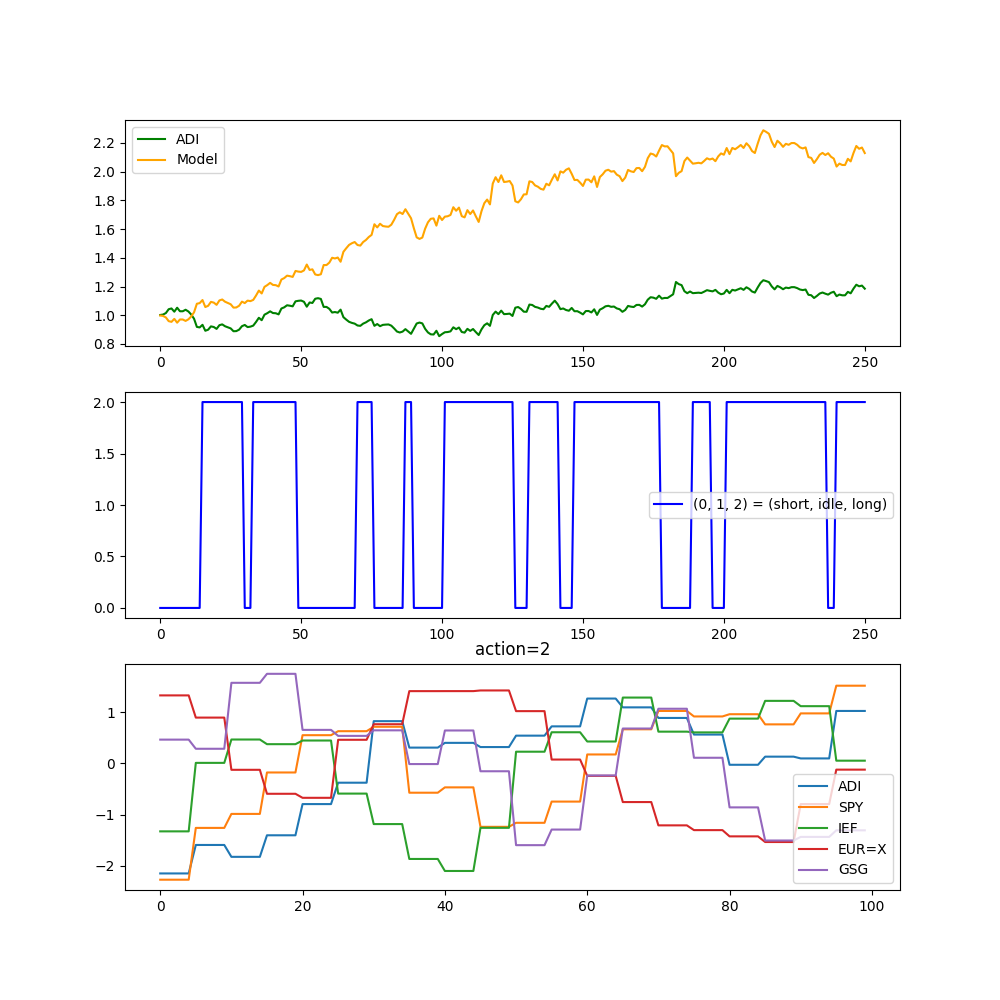 ADI
Model
2.2
2.0
1.8
1.6
1.4
1.2
1.0
0.8
0 50 100 150 200 250
2.0
1.5
1.0
0.5
0.0
(0, 1, 2) = (short, idle, long)
0 50 100 150 200 250
action=2
1
0
−1
−2
ADI
SPY
IEF
EUR=X
GSG
0 20 40 60 80 100